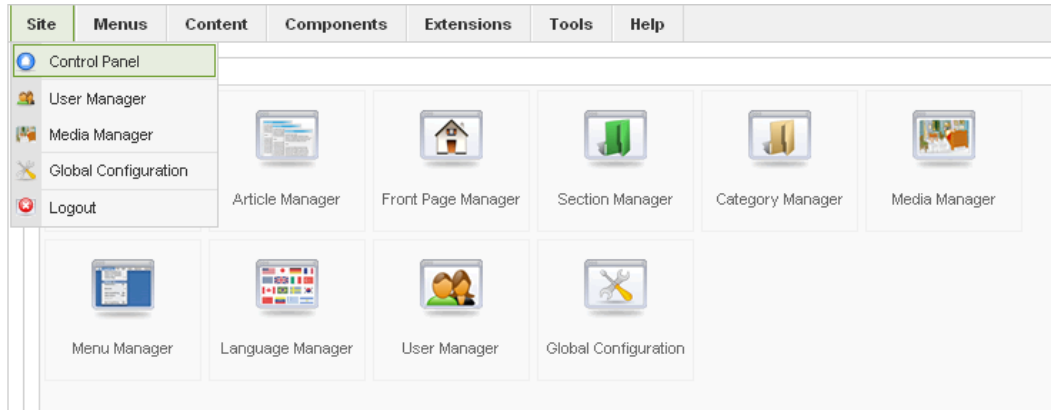 Site Menus Content Components Extensions Tools Help
Control Panel
User Manager
Media Manager
Global Configuration
Logout
Article Manager Front Page Manager Section Manager Category Manager Media Manager
Menu Manager Language Manager User Manager Global Configuration